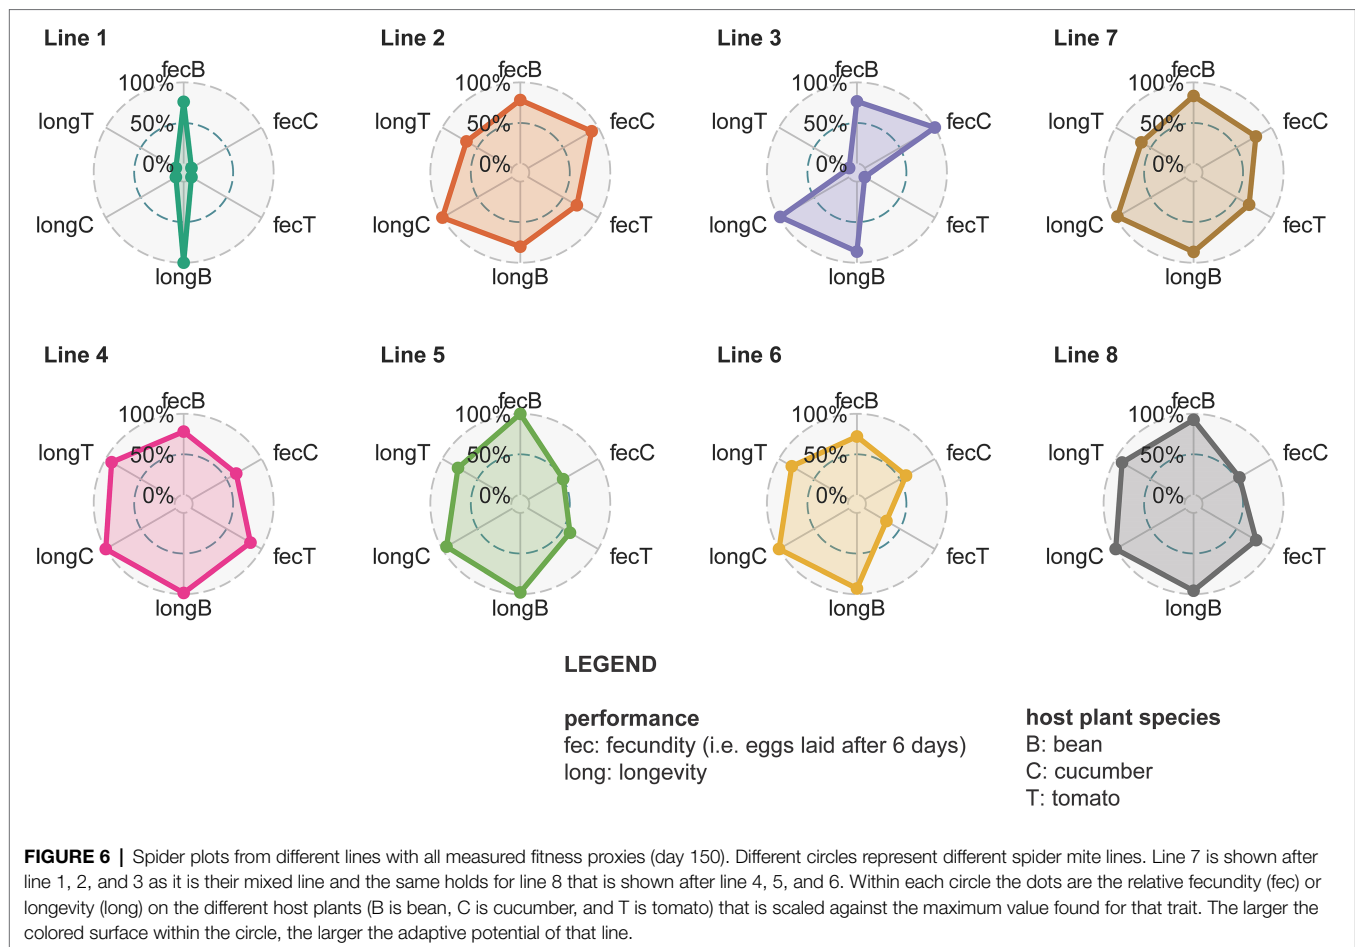 Line 1
Line 2
Line 3
Line 7
fecB
100%
50%
0%
longT
fecC
longC
fecT
longB
fecB
100%
50%
0%
longT
fecC
longC
fecT
longB
fecB
100%
50%
0%
longT
fecC
longC
fecT
longB
fecB
100%
50%
0%
longT
fecC
longC
fecT
longB
Line 4
Line 5
Line 6
Line 8
fecB
100%
50%
0%
longT
fecC
longC
fecT
longB
fecB
100%
50%
0%
longT
fecC
longC
fecT
longB
fecB
100%
50%
0%
longT
fecC
longC
fecT
longB
fecB
100%
50%
0%
longT
fecC
longC
fecT
longB
LEGEND
performance
fec: fecundity (i.e. eggs laid after 6 days)
long: longevity
host plant species
B: bean
C: cucumber
T: tomato
FIGURE 6 | Spider plots from different lines with all measured fitness proxies (day 150). Different circles represent different spider mite lines. Line 7 is shown after
line 1, 2, and 3 as it is their mixed line and the same holds for line 8 that is shown after line 4, 5, and 6. Within each circle the dots are the relative fecundity (fec) or
longevity (long) on the different host plants (B is bean, C is cucumber, and T is tomato) that is scaled against the maximum value found for that trait. The larger the
colored surface within the circle, the larger the adaptive potential of that line.